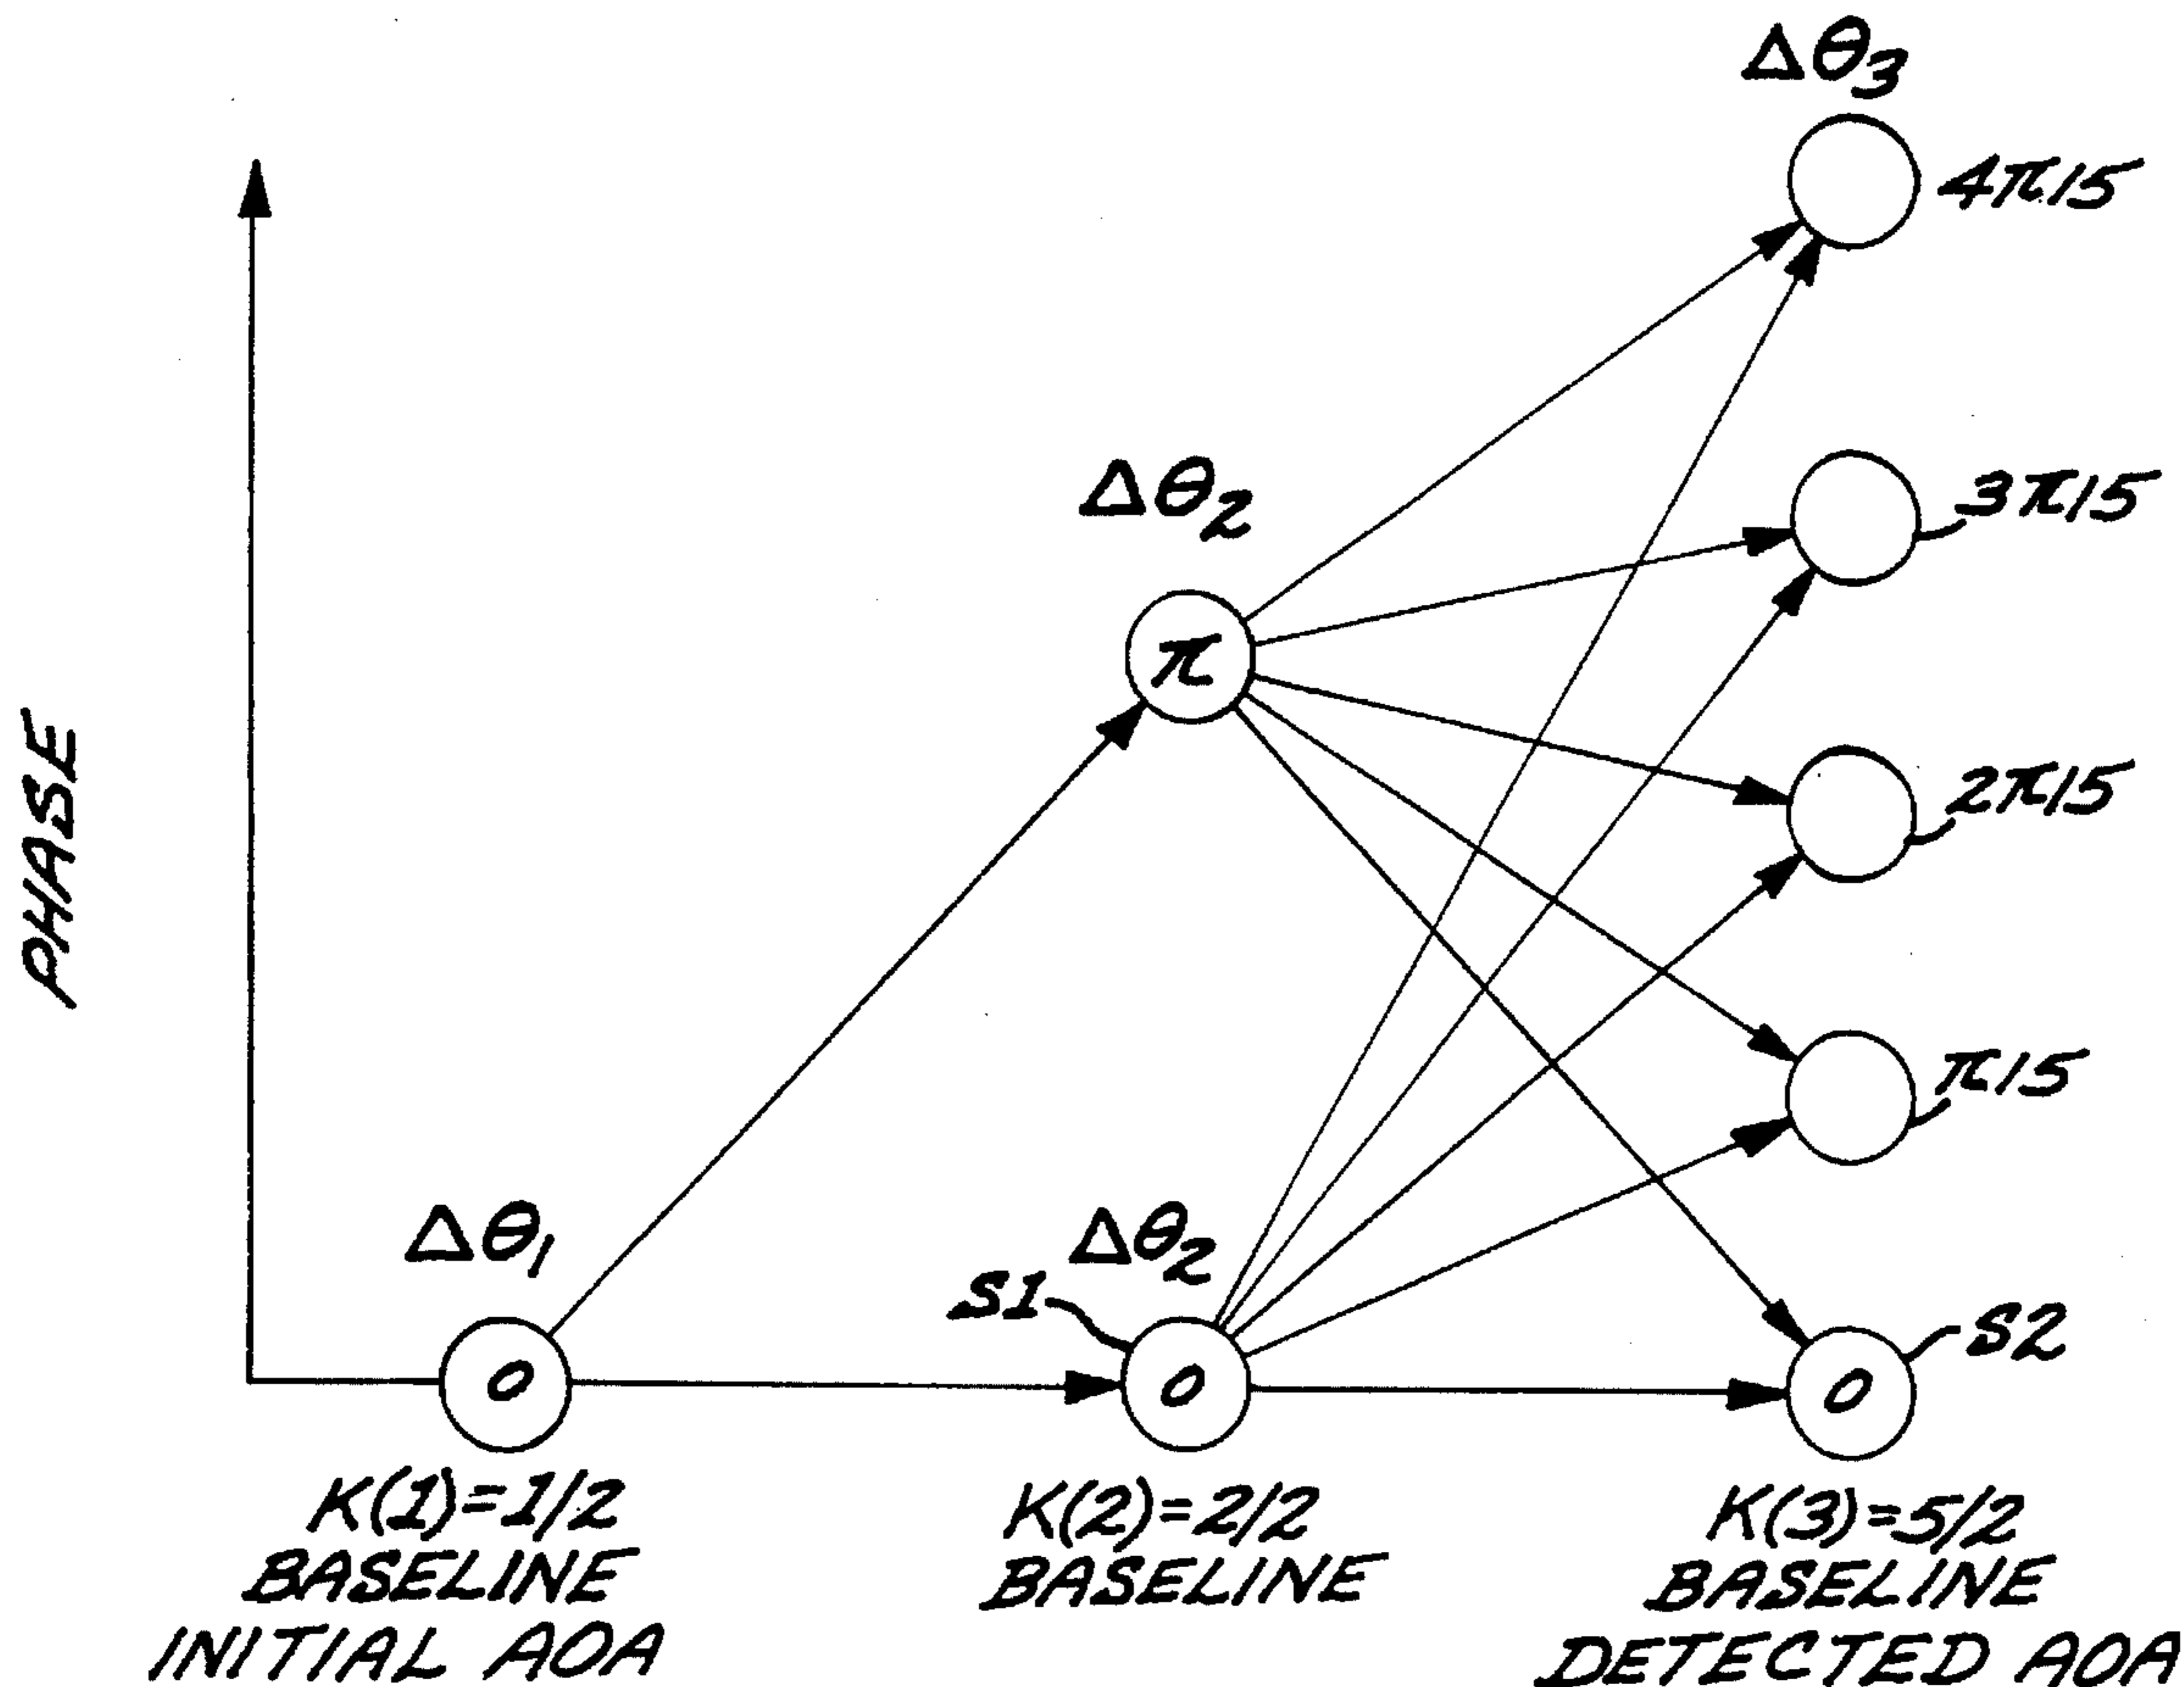 Δθ3
4π/5
3π/5
Δθ2
π
2π/5
PHASE
π/5
Δθ1
Δθ2
S1
S2
0
0
0
K(1)=1/2
BASELINE
INITIAL AOA
K(2)=2/2
BASELINE
K(3)=5/2
BASELINE
DETECTED AOA